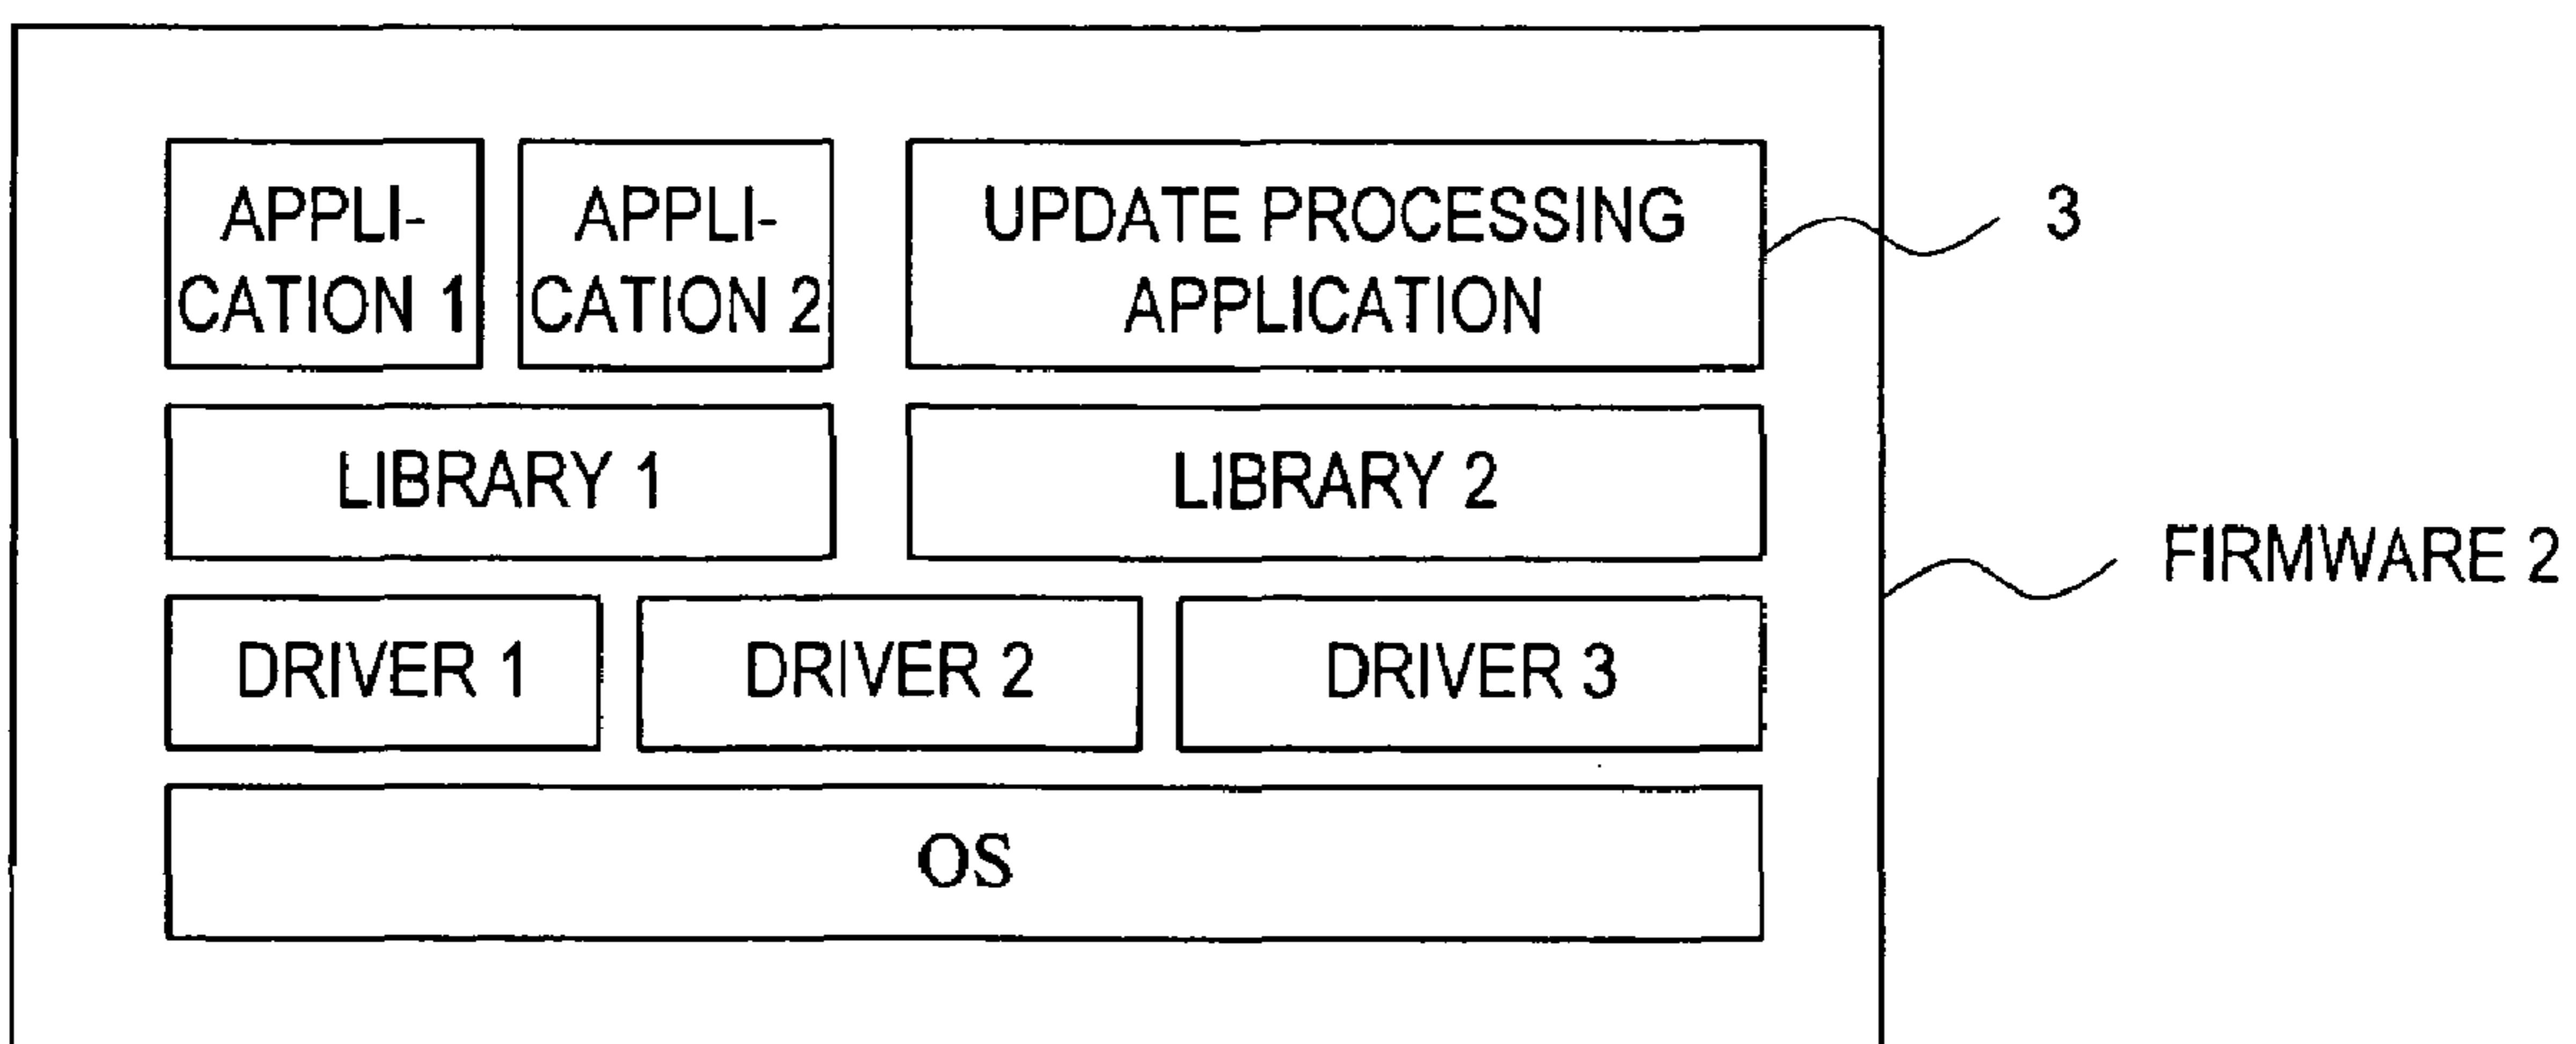 APPLI-
CATION 1
APPLI-
CATION 2
UPDATE PROCESSING
APPLICATION
3
LIBRARY 1
LIBRARY 2
FIRMWARE 2
DRIVER 1
DRIVER 2
DRIVER 3
OS